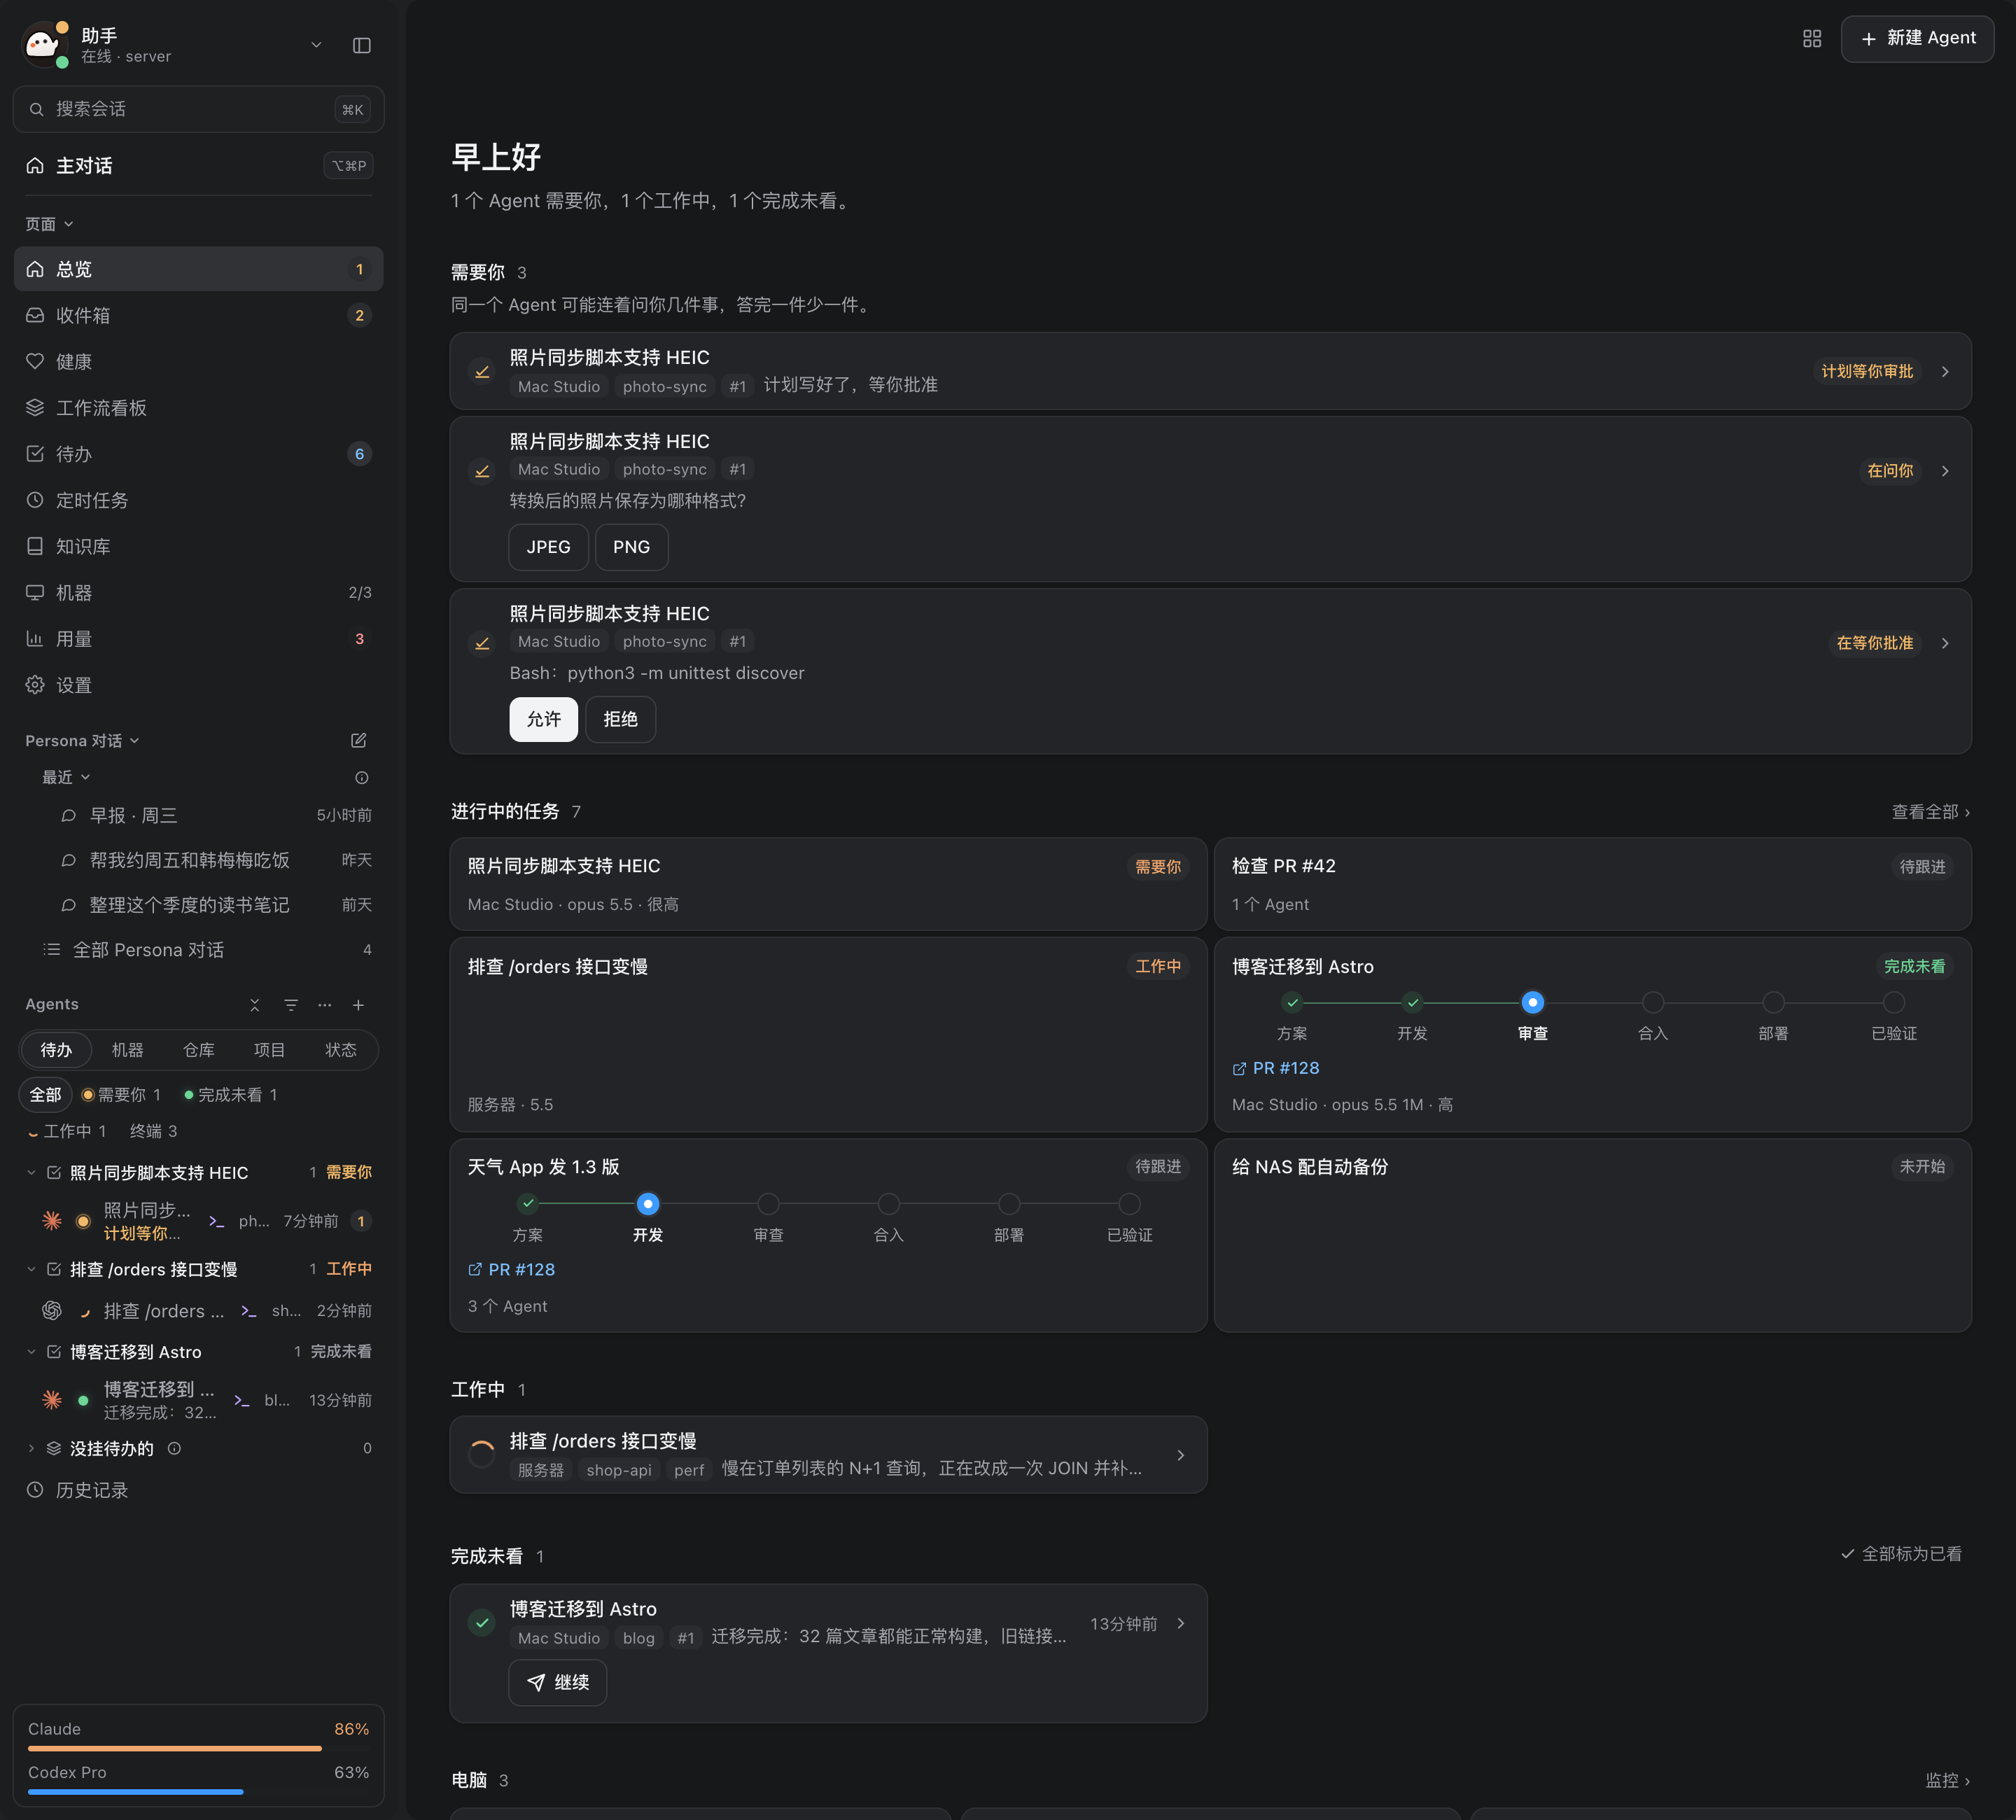 助手
在线 · server
搜索会话 ⌘K
主对话 ⌥⌘P
页面
总览 1
收件箱 2
健康
工作流看板
待办 6
定时任务
知识库
机器 2/3
用量 3
设置
Persona 对话
最近
早报 · 周三 5小时前
帮我约周五和韩梅梅吃饭 昨天
整理这个季度的读书笔记 前天
全部 Persona 对话 4
Agents
待办 机器 仓库 项目 状态
全部 需要你 1 完成未看 1
工作中 1 终端 3
照片同步脚本支持 HEIC 1 需要你
照片同步... ph... 7分钟前 1
计划等你...
排查 /orders 接口变慢 1 工作中
排查 /orders ... sh... 2分钟前
博客迁移到 Astro 1 完成未看
博客迁移到 ... bl... 13分钟前
迁移完成：32...
没挂待办的 0
历史记录
Claude 86%
Codex Pro 63%
新建 Agent
早上好
1 个 Agent 需要你，1 个工作中，1 个完成未看。
需要你 3
同一个 Agent 可能连着问你几件事，答完一件少一件。
照片同步脚本支持 HEIC
Mac Studio photo-sync #1 计划写好了，等你批准
计划等你审批
照片同步脚本支持 HEIC
Mac Studio photo-sync #1
在问你
转换后的照片保存为哪种格式？
JPEG PNG
照片同步脚本支持 HEIC
Mac Studio photo-sync #1
在等你批准
Bash：python3 -m unittest discover
允许 拒绝
进行中的任务 7 查看全部
照片同步脚本支持 HEIC 需要你
Mac Studio · opus 5.5 · 很高
检查 PR #42 待跟进
1 个 Agent
排查 /orders 接口变慢 工作中
服务器 · 5.5
博客迁移到 Astro 完成未看
方案 开发 审查 合入 部署 已验证
PR #128
Mac Studio · opus 5.5 1M · 高
天气 App 发 1.3 版 待跟进
方案 开发 审查 合入 部署 已验证
PR #128
3 个 Agent
给 NAS 配自动备份 未开始
工作中 1
排查 /orders 接口变慢
服务器 shop-api perf 慢在订单列表的 N+1 查询，正在改成一次 JOIN 并补...
完成未看 1 全部标为已看
博客迁移到 Astro
Mac Studio blog #1 迁移完成：32 篇文章都能正常构建，旧链接... 13分钟前
继续
电脑 3 监控